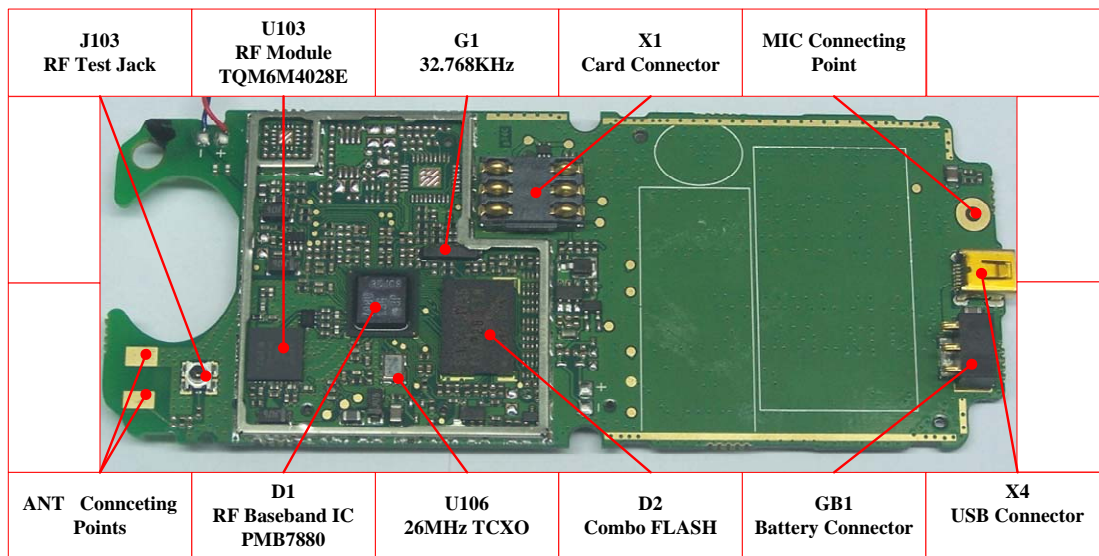 J103
RF Test Jack
U103
RF Module
TQM6M4028E
G1
32.768KHz
X1
Card Connector
MIC Connecting
Point
- +
+
ANT Connceting
Points
D1
RF Baseband IC
PMB7880
U106
26MHz TCXO
D2
Combo FLASH
GB1
Battery Connector
X4
USB Connector